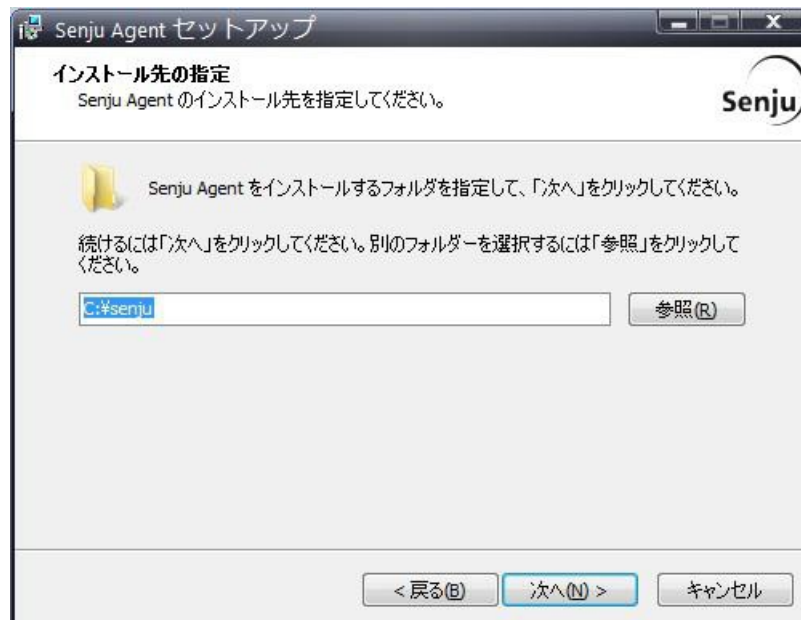 Senju Agent セットアップ
インストール先の指定
Senju Agent のインストール先を指定してください。
Senju
Senju Agent をインストールするフォルダを指定して、「次へ」をクリックしてください。
続けるには「次へ」をクリックしてください。別のフォルダーを選択するには「参照」をクリックして
ください。
C:¥senju
参照(R)
< 戻る(B)
次へ(N) >
キャンセル